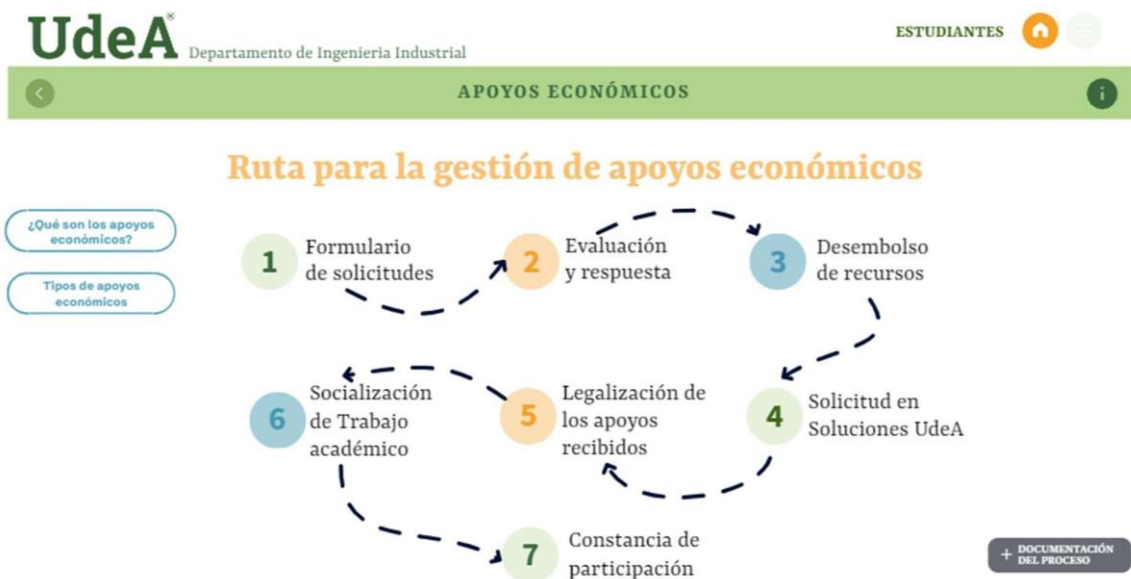 UdeA®
Departamento de Ingenieria Industrial
ESTUDIANTES
APOYOS ECONÓMICOS
i
Ruta para la gestión de apoyos económicos
¿Qué son los apoyos
económicos?
Tipos de apoyos
económicos
1
Formulario
de solicitudes
2
Evaluación
y respuesta
3
Desembolso
de recursos
4
Solicitud en
Soluciones UdeA
5
Legalización de
los apoyos
recibidos
6
Socialización
de Trabajo
académico
7
Constancia de
participación
+ DOCUMENTACIÓN
DEL PROCESO